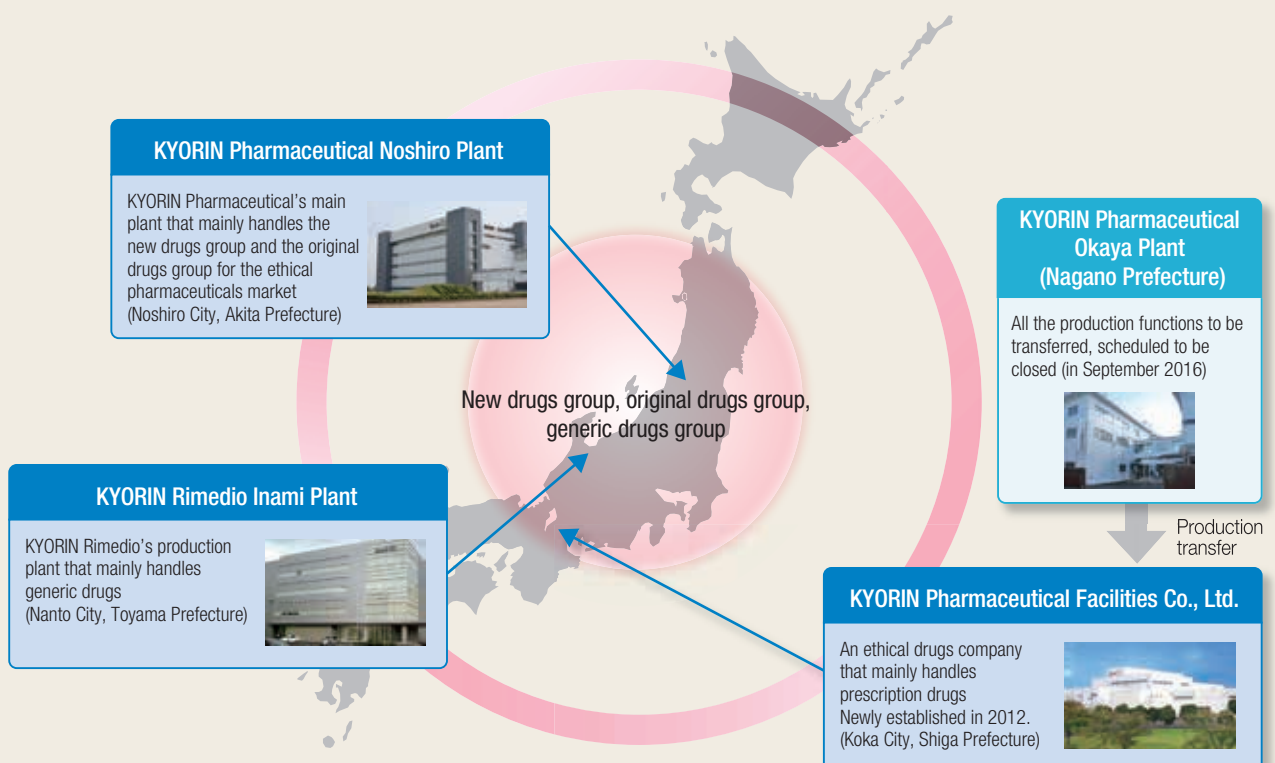 KYORIN Pharmaceutical Noshiro Plant
KYORIN Pharmaceutical's main
plant that mainly handles the
new drugs group and the original
drugs group for the ethical
pharmaceuticals market
(Noshiro City, Akita Prefecture)
KYORIN Pharmaceutical
Okaya Plant
(Nagano Prefecture)
All the production functions to be
transferred, scheduled to be
closed (in September 2016)
New drugs group, original drugs group,
generic drugs group
KYORIN Rimedio Inami Plant
KYORIN Rimedio's production
plant that mainly handles
generic drugs
(Nanto City, Toyama Prefecture)
Production
transfer
KYORIN Pharmaceutical Facilities Co., Ltd.
An ethical drugs company
that mainly handles
prescription drugs
Newly established in 2012.
(Koka City, Shiga Prefecture)